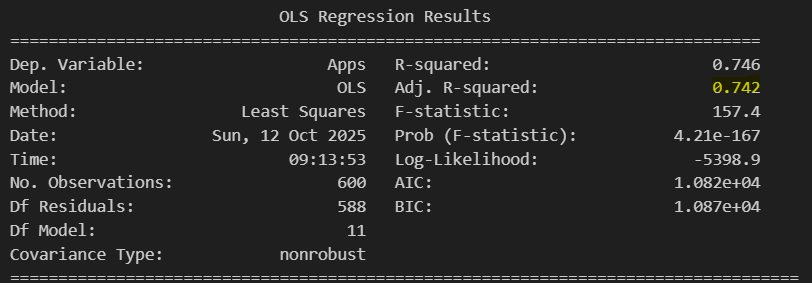 OLS Regression Results
==============================================================================
Dep. Variable: Apps R-squared: 0.746
Model: OLS Adj. R-squared: 0.742
Method: Least Squares F-statistic: 157.4
Date: Sun, 12 Oct 2025 Prob (F-statistic): 4.21e-167
Time: 09:13:53 Log-Likelihood: -5398.9
No. Observations: 600 AIC: 1.082e+04
Df Residuals: 588 BIC: 1.087e+04
Df Model: 11
Covariance Type: nonrobust
==================================================================================